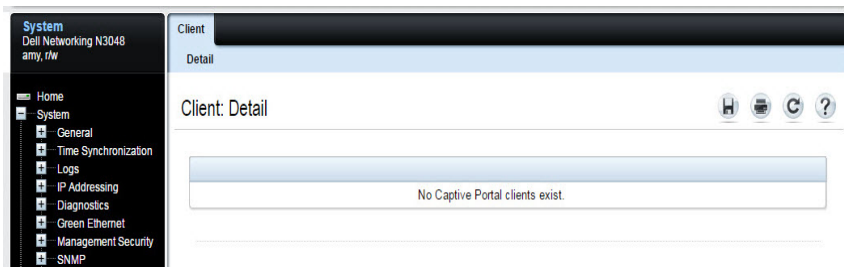 System
Dell Networking N3048
amy, r/w
Client
Detail
Home
System
General
Time Synchronization
Logs
IP Addressing
Diagnostics
Green Ethernet
Management Security
SNMP
Client: Detail
C ?
No Captive Portal clients exist.